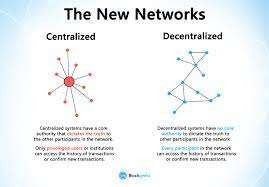 The New Networks
Centralized
Decentralized
Centralized systems have a core
authority that dictates the truth to
the other participants in the network.
Only privileged users or institutions
can access the history of transactions
or confirm new transactions.
Decentralized systems have no core
authority to dictate the truth to
other participants in the network.
Every participant in the network
can access the history of transactions
or confirm new transactions.
Blockgeeks